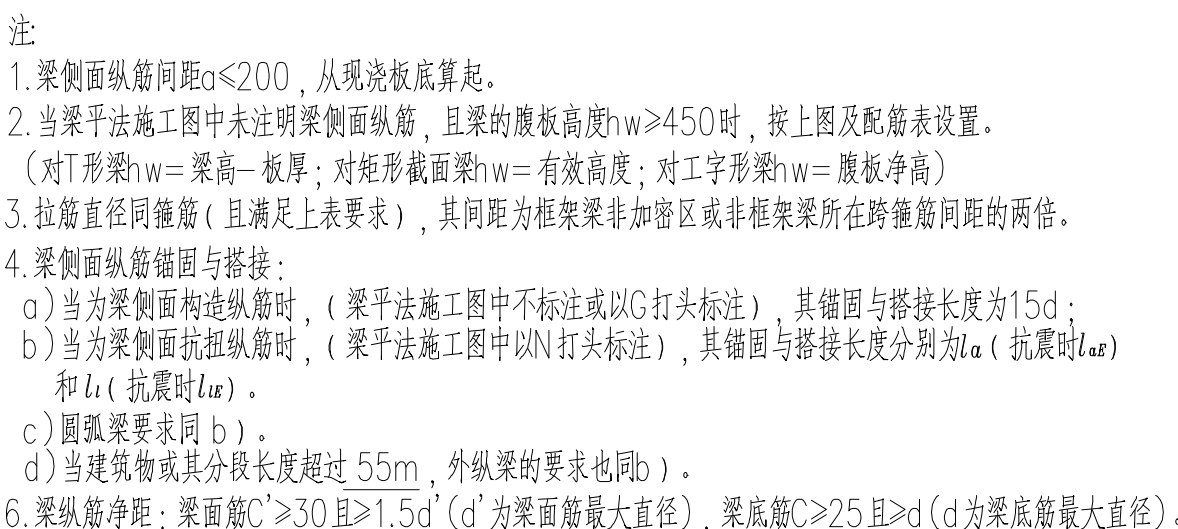 注:
1.梁侧面纵筋间距a≤200，从现浇板底算起。
2.当梁平法施工图中未注明梁侧面纵筋，且梁的腹板高度hw≥450时，按上图及配筋表设置。
（对T形梁hw=梁高-板厚；对矩形截面梁hw=有效高度；对工字形梁hw=腹板净高）
3.拉筋直径同箍筋（且满足上表要求），其间距为框架梁非加密区或非框架梁所在跨箍筋间距的两倍。
4.梁侧面纵筋锚固与搭接：
a)当为梁侧面构造纵筋时，（梁平法施工图中不标注或以G打头标注），其锚固与搭接长度为15d；
b)当为梁侧面抗扭纵筋时，（梁平法施工图中以N打头标注），其锚固与搭接长度分别为la（抗震时laE）
和 ll（抗震时llE）。
c)圆弧梁要求同 b）。
d)当建筑物或其分段长度超过 55m，外纵梁的要求也同b）。
6.梁纵筋净距：梁面筋C'≥30且≥1.5d'(d'为梁面筋最大直径)，梁底筋C≥25且≥d(d为梁底筋最大直径)。